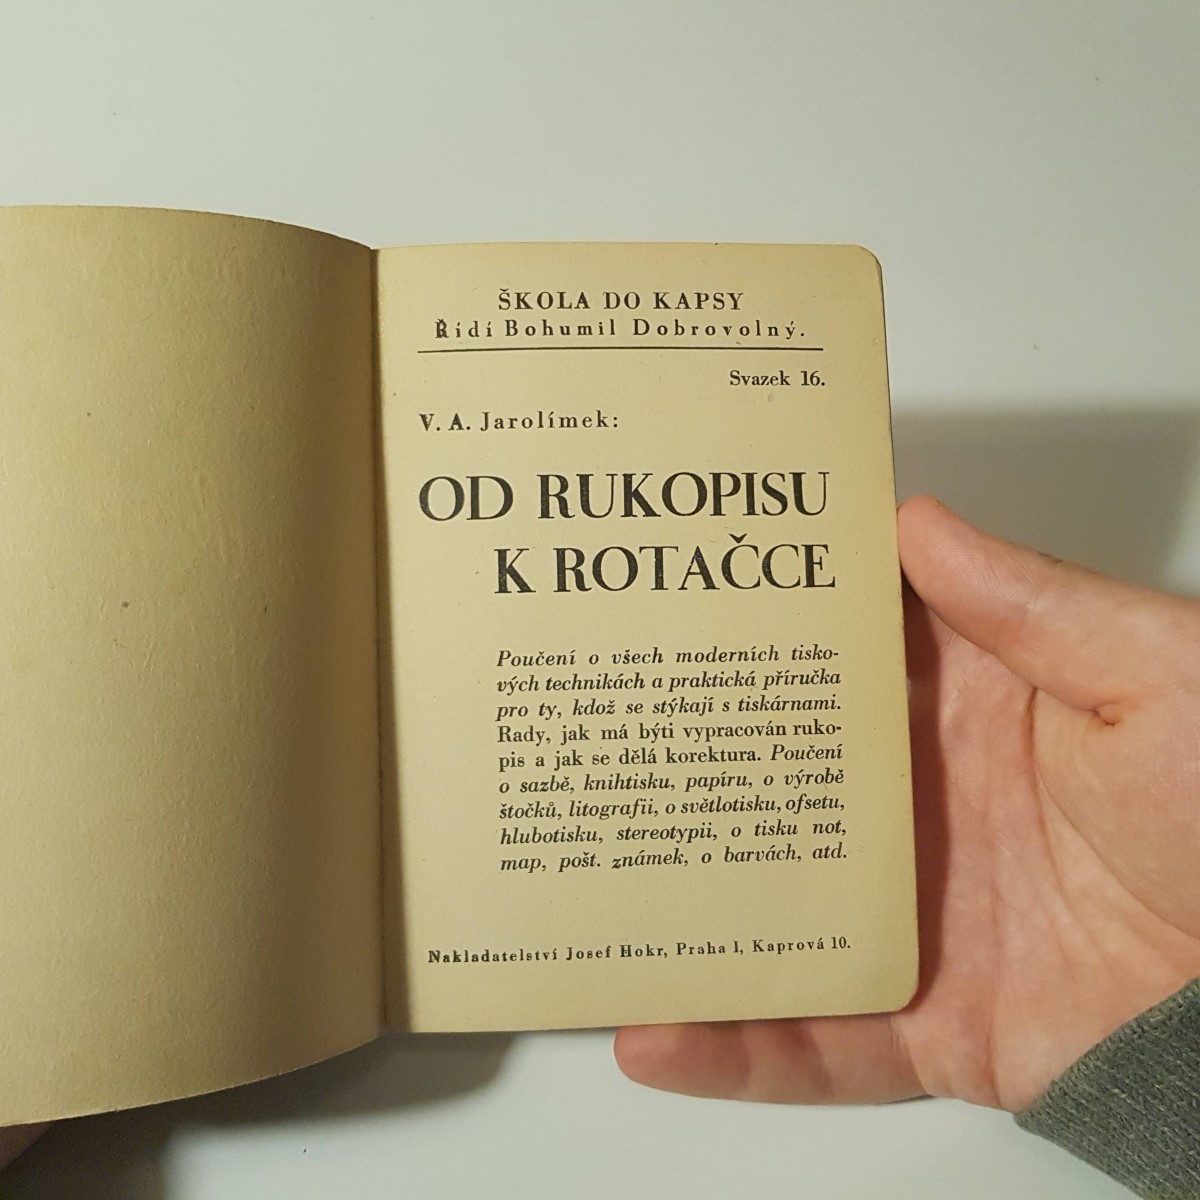 ŠKOLA DO KAPSY
Řídí Bohumil Dobrovolný.
Svazek 16.
V. A. Jarolímek:
OD RUKOPISU
K ROTAČCE
Poučení o všech moderních tisko-
vých technikách a praktická příručka
pro ty, kdož se stýkají s tiskárnami.
Rady, jak má býti vypracován ruko-
pis a jak se dělá korektura. Poučení
o sazbě, knihtisku, papíru, o výrobě
štočků, litografii, o světlotisku, ofsetu,
hlubotisku, stereotypii, o tisku not,
map, pošt. známek, o barvách, atd.
Nakladatelství Josef Hokr, Praha I, Kaprová 10.